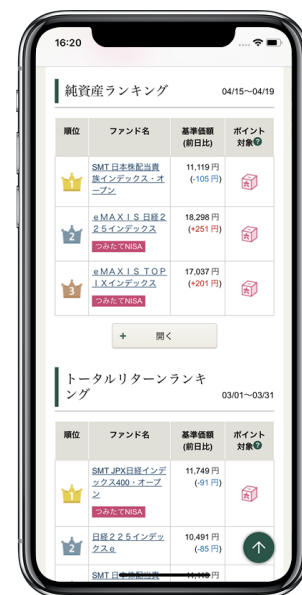 16:20
純資産ランキング
04/15〜04/19
順位
ファンド名
基準価額
(前日比)
ポイント
対象?
1
SMT 日本株配当貴
族インデックス・オ
ープン
11,119 円
(-105 円)
2
eMAXIS 日経2
25インデックス
つみたてNISA
18,298 円
(+251 円)
3
eMAXIS TOP
IXインデックス
つみたてNISA
17,037 円
(+201 円)
+ 開く
トータルリターンランキ
ング
03/01〜03/31
順位
ファンド名
基準価額
(前日比)
ポイント
対象?
1
SMT JPX日経インデ
ックス400・オープ
ン
つみたてNISA
11,749 円
(-91 円)
2
日経225インデッ
クスe
10,491 円
(-85 円)
SMT 日本株配当貴